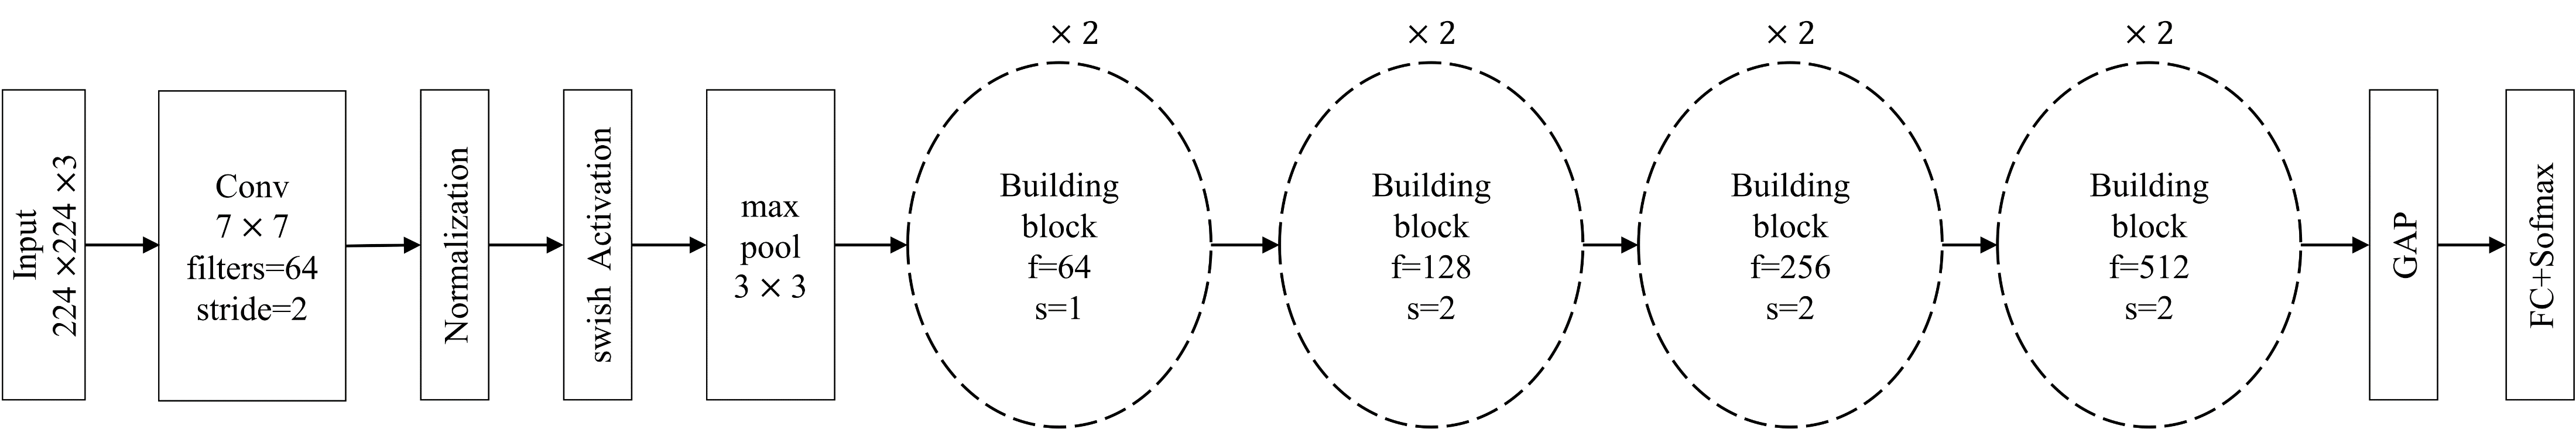 Input
224 ×224 ×3
Conv
7 × 7
filters=64
stride=2
Normalization
swish Activation
max
pool
3 × 3
× 2
Building
block
f=64
s=1
× 2
Building
block
f=128
s=2
× 2
Building
block
f=256
s=2
× 2
Building
block
f=512
s=2
GAP
FC+Sofmax